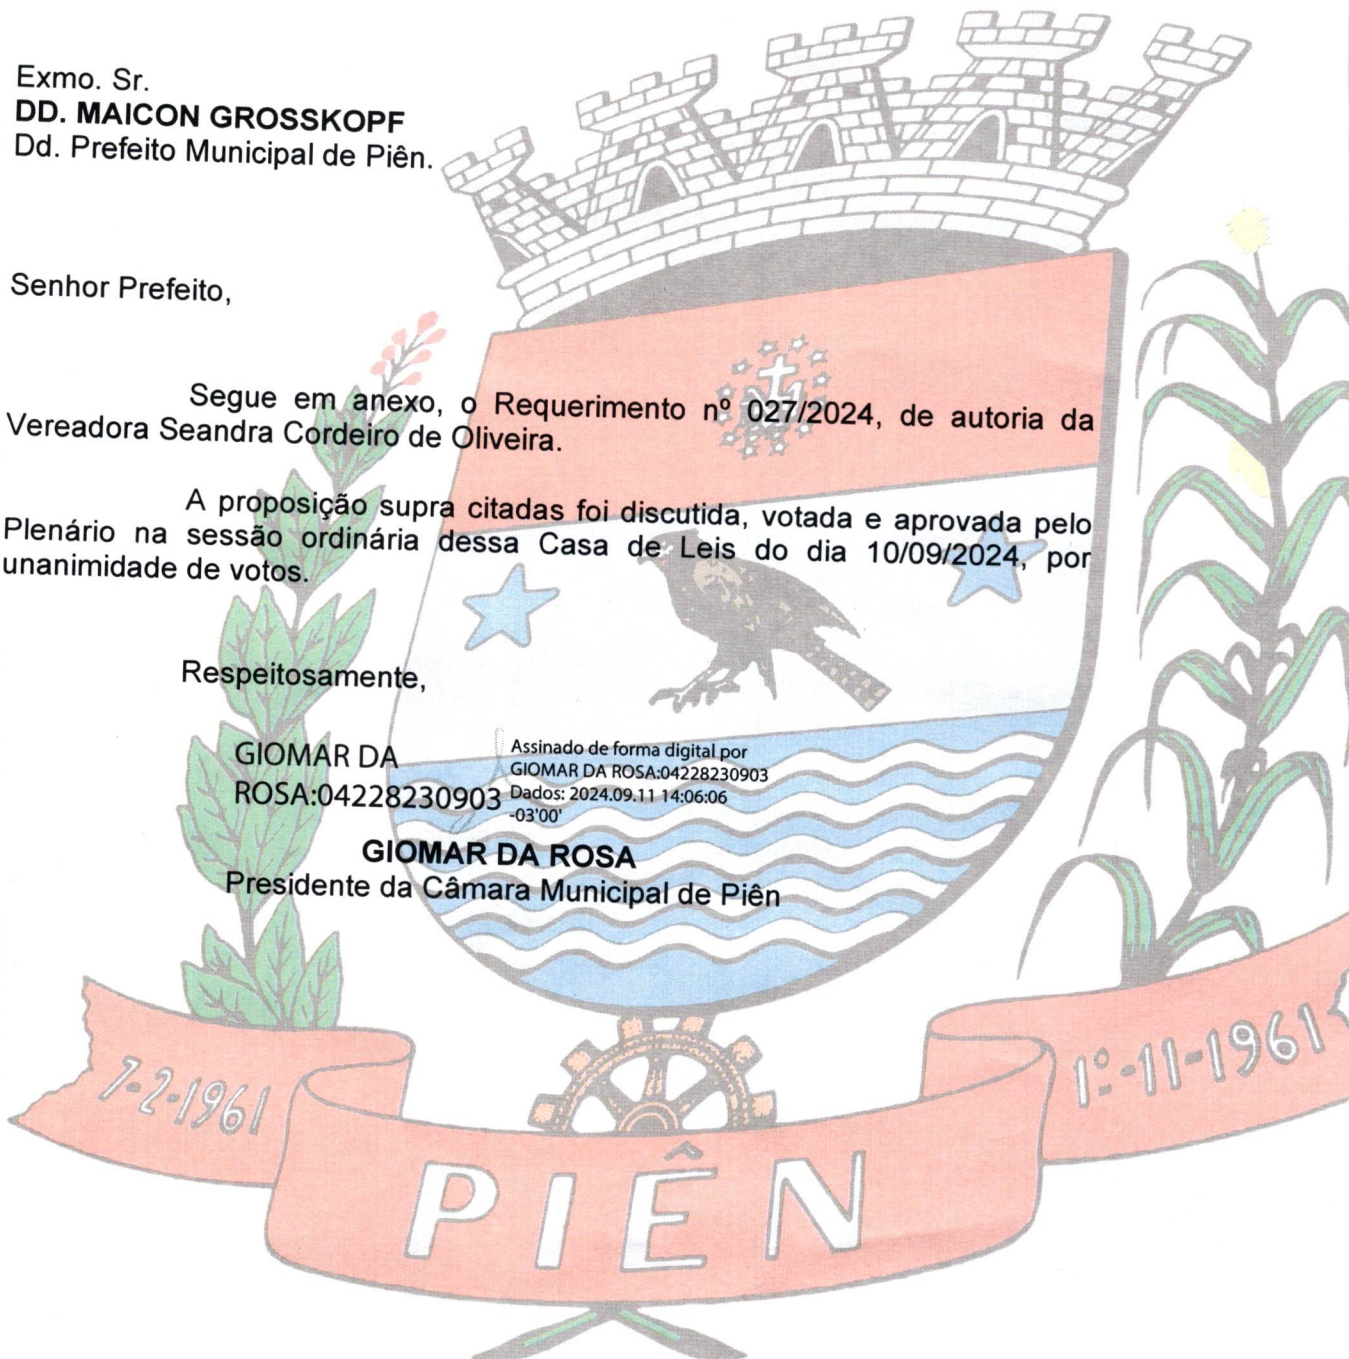 Exmo. Sr.
DD. MAICON GROSSKOPF
Dd. Prefeito Municipal de Piên.
Senhor Prefeito,
Segue em anexo, o Requerimento nº 027/2024, de autoria da
Vereadora Seandra Cordeiro de Oliveira.
A proposição supra citadas foi discutida, votada e aprovada pelo
Plenário na sessão ordinária dessa Casa de Leis do dia 10/09/2024, por
unanimidade de votos.
Respeitosamente,
GIOMAR DA
ROSA:04228230903
Assinado de forma digital por
GIOMAR DA ROSA:04228230903
Dados: 2024.09.11 14:06:06
-03'00'
GIOMAR DA ROSA
Presidente da Câmara Municipal de Piên
7-2-1961
1º-11-1961
PIÊN